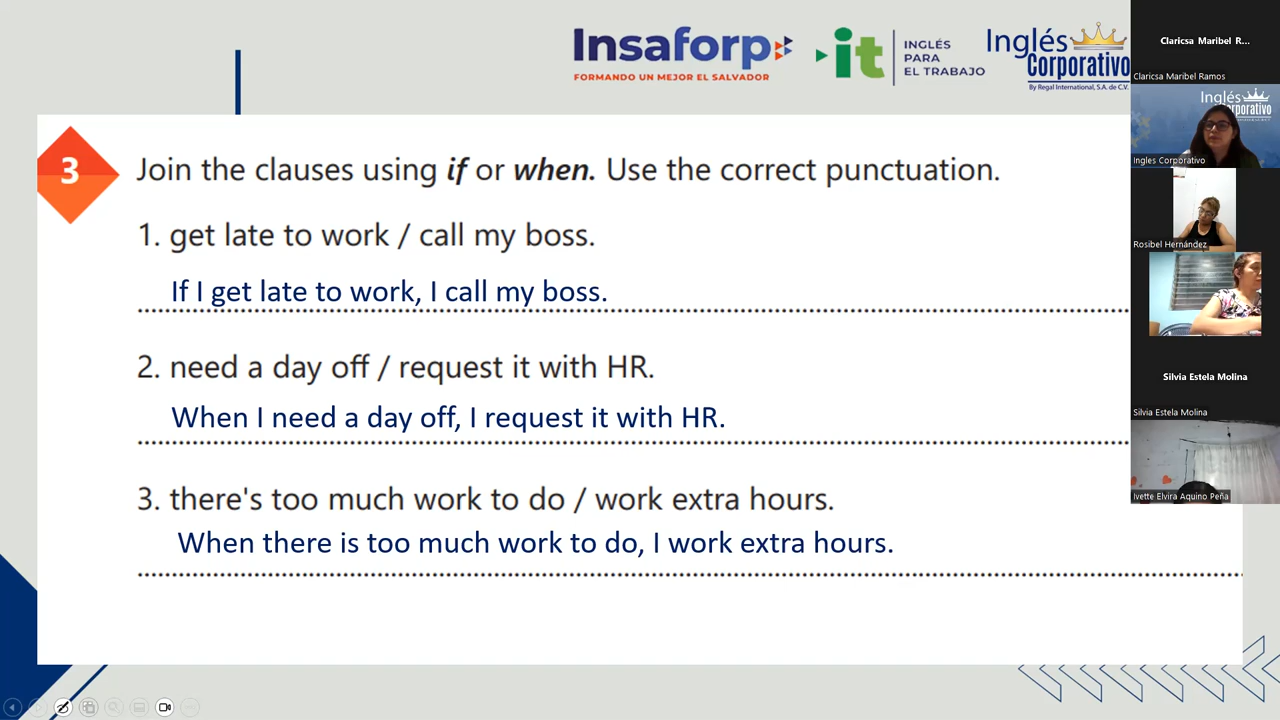 Insaforp
FORMANDO UN MEJOR EL SALVADOR
it
INGLÉS
PARA
EL TRABAJO
Inglés
Corporativo
By Regal International, S.A. de C.V.
3
Join the clauses using if or when. Use the correct punctuation.
1. get late to work / call my boss.
If I get late to work, I call my boss.
2. need a day off / request it with HR.
When I need a day off, I request it with HR.
3. there's too much work to do / work extra hours.
When there is too much work to do, I work extra hours.
Claricsa Maribel R...
Claricsa Maribel Ramos
Inglés
Corporativo
Ingles Corporativo
Rosibel Hernández
Silvia Estela Molina
Silvia Estela Molina
Ivette Elvira Aquino Peña